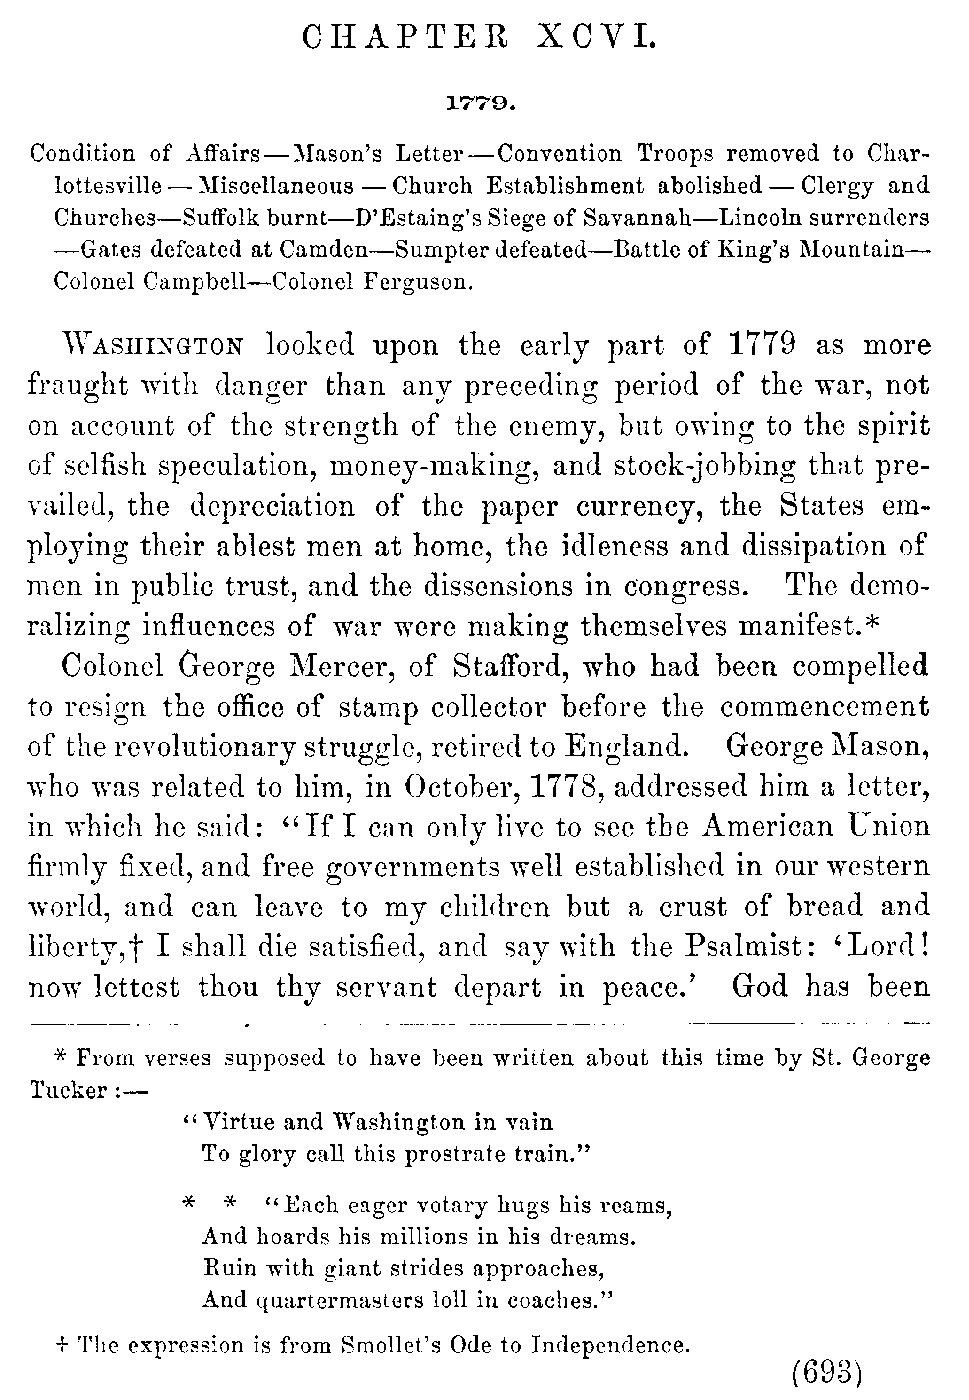 CHAPTER XCVI.
1779.
Condition of Affairs—Mason's Letter—Convention Troops removed to Char-
lottesville—Miscellaneous—Church Establishment abolished—Clergy and
Churches—Suffolk burnt—D'Estaing's Siege of Savannah—Lincoln surrenders
—Gates defeated at Camden—Sumpter defeated—Battle of King's Mountain—
Colonel Campbell—Colonel Ferguson.
WASHINGTON looked upon the early part of 1779 as more
fraught with danger than any preceding period of the war, not
on account of the strength of the enemy, but owing to the spirit
of selfish speculation, money-making, and stock-jobbing that pre-
vailed, the depreciation of the paper currency, the States em-
ploying their ablest men at home, the idleness and dissipation of
men in public trust, and the dissensions in congress. The demo-
ralizing influences of war were making themselves manifest.*
Colonel George Mercer, of Stafford, who had been compelled
to resign the office of stamp collector before the commencement
of the revolutionary struggle, retired to England. George Mason,
who was related to him, in October, 1778, addressed him a letter,
in which he said: "If I can only live to see the American Union
firmly fixed, and free governments well established in our western
world, and can leave to my children but a crust of bread and
liberty,† I shall die satisfied, and say with the Psalmist: 'Lord!
now lettest thou thy servant depart in peace.' God has been
* From verses supposed to have been written about this time by St. George
Tucker:—
"Virtue and Washington in vain
To glory call this prostrate train."
* * "Each eager votary hugs his reams,
And hoards his millions in his dreams.
Ruin with giant strides approaches,
And quartermasters loll in coaches."
† The expression is from Smollet's Ode to Independence.
(693)